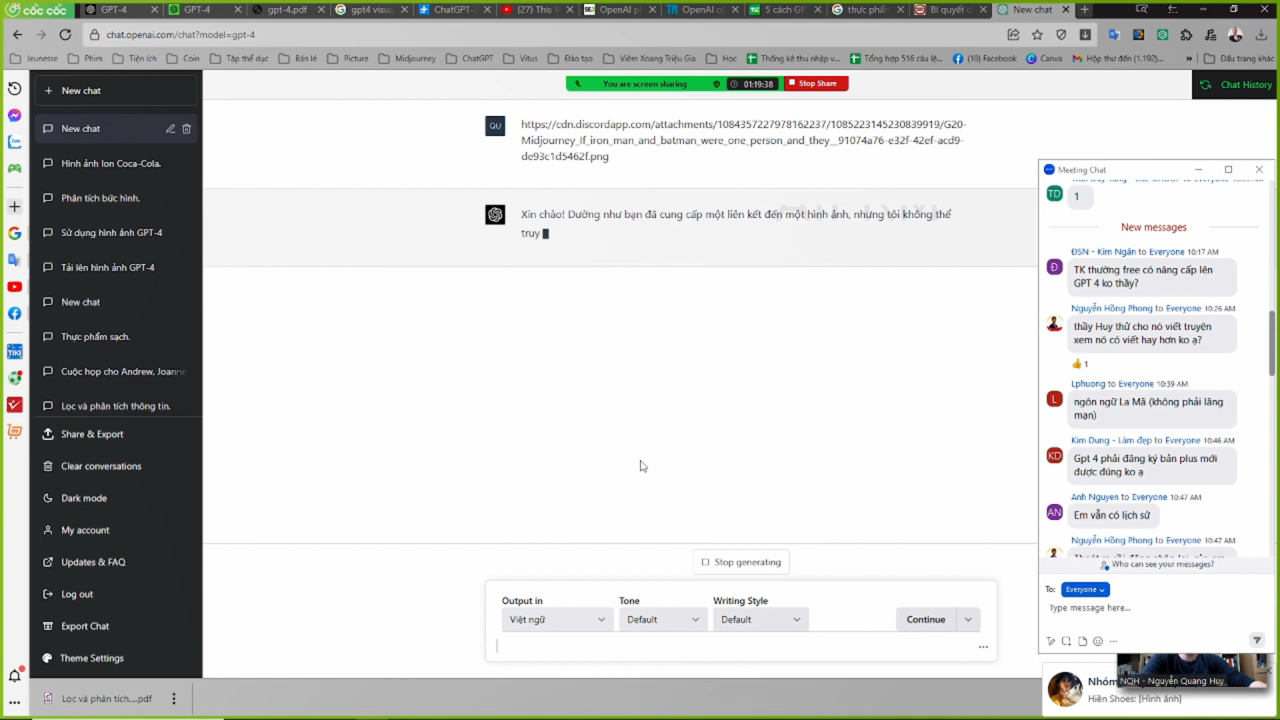 CỐC CỐC
GPT-4
GPT-4
gpt-4.pdf
gpt4 visua
ChatGPT-
(27) This V
OpenAI ph
OpenAI cô
5 cách GP
thực phẩm
Bí quyết c
New chat
chat.openai.com/chat?model=gpt-4
Jeunesse
Phim
Tiện ích
Coin
Tập thể dục
Bán lẻ
Picture
Midjourney
ChatGPT
Vitus
Đào tạo
Viêm Xoang Triệu Gia
Học
Thống kê thu nhập v...
Tổng hợp 516 câu lệ...
(10) Facebook
Canva
Hộp thư đến (1.192)...
Dấu trang khác
New chat
You are screen sharing
01:19:38
Stop Share
Chat History
New chat
Hình ảnh lon Coca-Cola.
Phân tích bức hình.
Sử dụng hình ảnh GPT-4
Tải lên hình ảnh GPT-4
New chat
Thực phẩm sạch.
Cuộc họp cho Andrew, Joanne
Lọc và phân tích thông tin.
Share & Export
Clear conversations
Dark mode
My account
Updates & FAQ
Log out
Export Chat
Theme Settings
QU
https://cdn.discordapp.com/attachments/1084357227978162237/1085223145230839919/G20-
Midjourney_If_iron_man_and_batman_were_one_person_and_they__91074a76-e32f-42ef-acd9-
de93c1d5462f.png
Xin chào! Dường như bạn đã cung cấp một liên kết đến một hình ảnh, nhưng tôi không thể
truy
Stop generating
Output in
Tone
Writing Style
Việt ngữ
Default
Default
Continue
Meeting Chat
TD
1
New messages
ĐSN - Kim Ngân to Everyone 10:17 AM
Đ
TK thường free có nâng cấp lên
GPT 4 ko thầy?
Nguyễn Hồng Phong to Everyone 10:26 AM
thầy Huy thử cho nó viết truyện
xem nó có viết hay hơn ko ạ?
1
Lphuong to Everyone 10:39 AM
L
ngôn ngữ La Mã (không phải lãng
mạn)
Kim Dung - Làm đẹp to Everyone 10:46 AM
KD
Gpt 4 phải đăng ký bản plus mới
được đúng ko ạ
Anh Nguyen to Everyone 10:47 AM
AN
Em vẫn có lịch sử
Nguyễn Hồng Phong to Everyone 10:47 AM
Who can see your messages?
To:
Everyone
Type message here...
NQH - Nguyễn Quang Huy
Nhóm
Hiền Shoes: [Hình ảnh]
TIKI
Lọc và phân tích....pdf